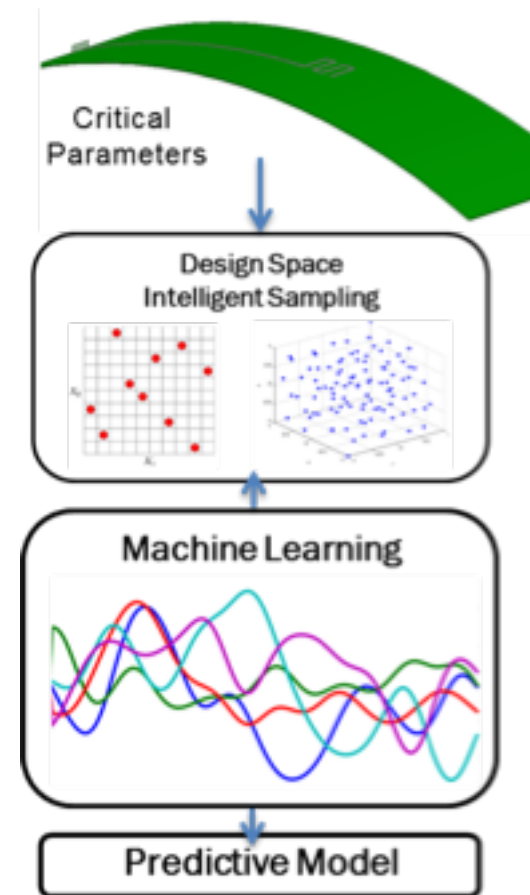 Critical
Parameters
Design Space
Intelligent Sampling
Machine Learning
Predictive Model